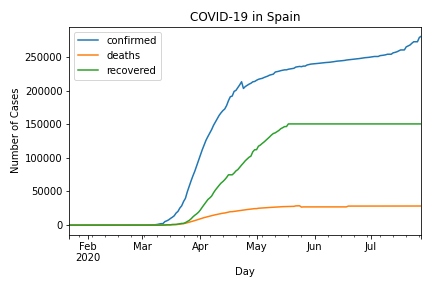 COVID-19 in Spain
confirmed
deaths
recovered
Number of Cases
250000
200000
150000
100000
50000
0
Feb
2020
Mar
Apr
May
Jun
Jul
Day